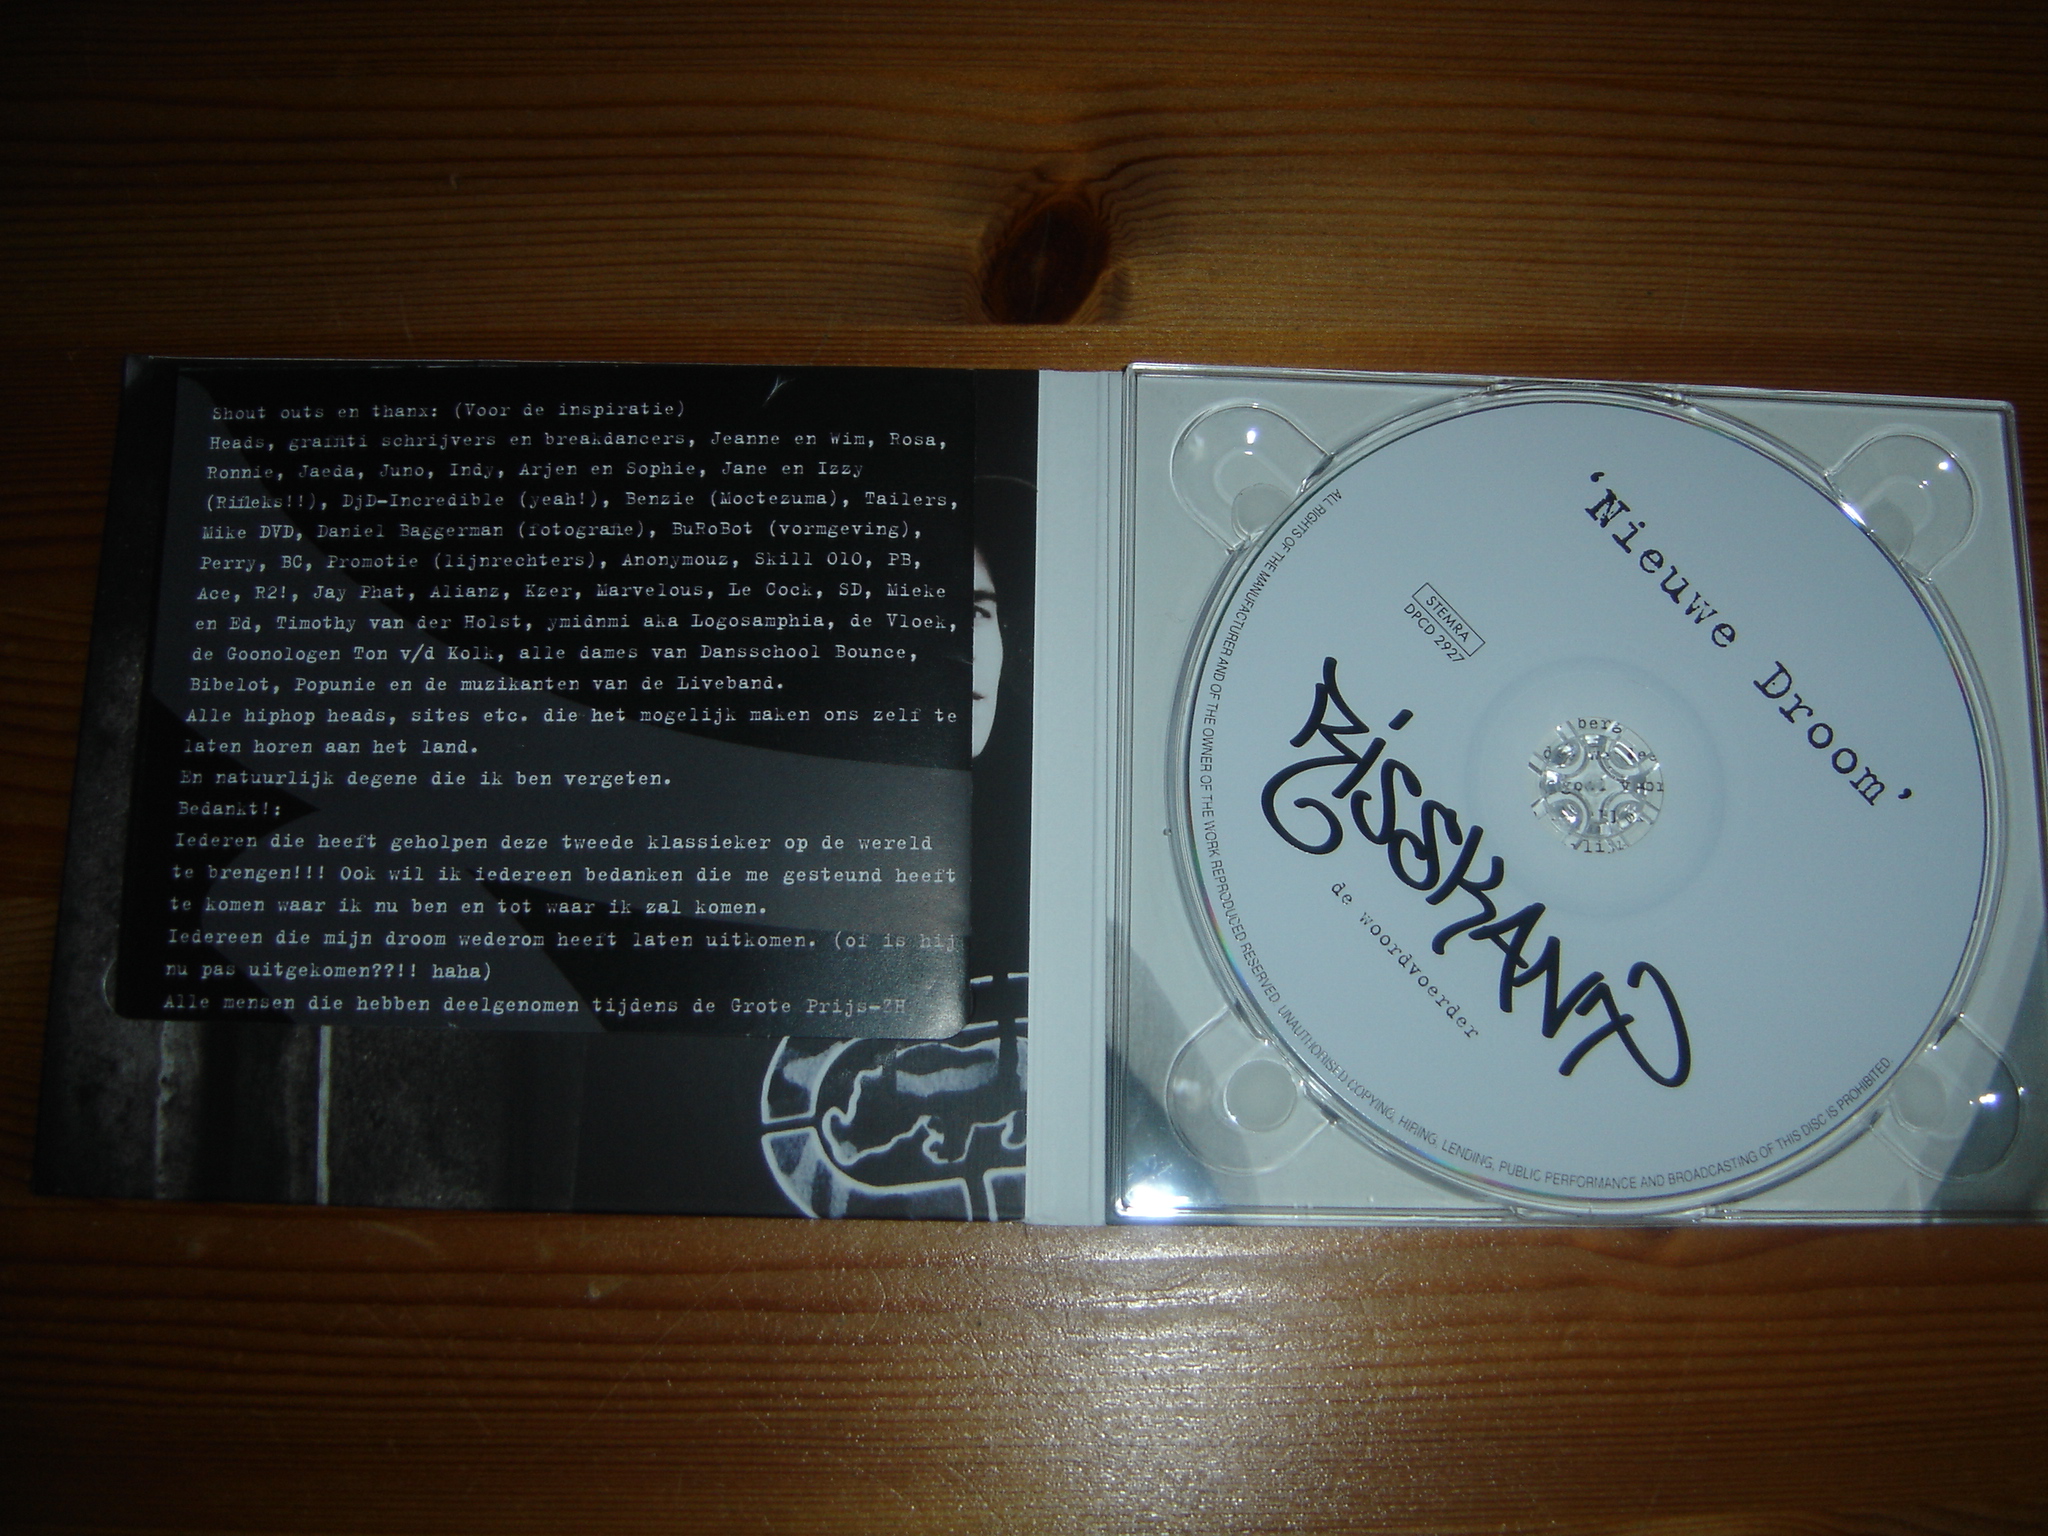 Shout outs en thanx: (Voor de inspiratie)
Heads, grafitti schrijvers en breakdancers, Jeanne en Wim, Rosa,
Ronnie, Jaeda, Juno, Indy, Arjen en Sophie, Jane en Izzy
(Rifleks!!), DjD-Incredible (yeah!), Benzie (Moctezuma), Tailers,
Mike DVD, Daniel Baggerman (fotografie), BuRoBot (vormgeving),
Perry, BC, Promotie (lijnrechters), Anonymouz, Skill 010, PB,
Ace, R2!, Jay Phat, Alianz, Kzer, Marvelous, Le Cock, SD, Mieke
en Ed, Timothy van der Holst, ymidnmi aka Logosamphia, de Vloek,
de Goonologen Ton v/d Kolk, alle dames van Dansschool Bounce,
Bibelot, Popunie en de muzikanten van de Liveband.
Alle hiphop heads, sites etc. die het mogelijk maken ons zelf te
laten horen aan het land.
En natuurlijk degene die ik ben vergeten.
Bedankt!:
Iederen die heeft geholpen deze tweede klassieker op de wereld
te brengen!!! Ook wil ik iedereen bedanken die me gesteund heeft
te komen waar ik nu ben en tot waar ik zal komen.
Iedereen die mijn droom wederom heeft laten uitkomen. (of is hij
nu pas uitgekomen??!! haha)
Alle mensen die hebben deelgenomen tijdens de Grote Prijs-2H
'Nieuwe Droom'
STEMRA
DPCD 2927
RISSKANT
de woordvoerder
ALL RIGHTS OF THE MANUFACTURER AND OF THE OWNER OF THE WORK REPRODUCED RESERVED. UNAUTHORISED COPYING, HIRING, LENDING, PUBLIC PERFORMANCE AND BROADCASTING OF THIS DISC IS PROHIBITED.